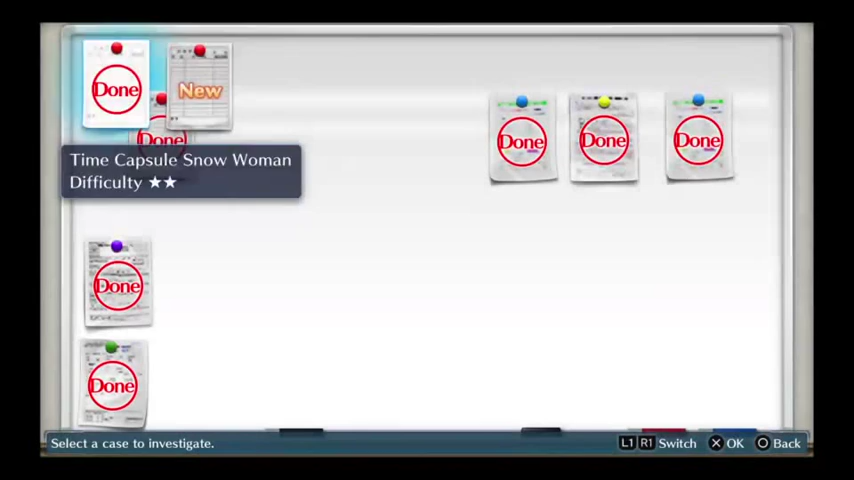 Done
New
Done
Done
Done
Done
Time Capsule Snow Woman
Difficulty ★★
Done
Done
Select a case to investigate.
L1 R1 Switch X OK O Back